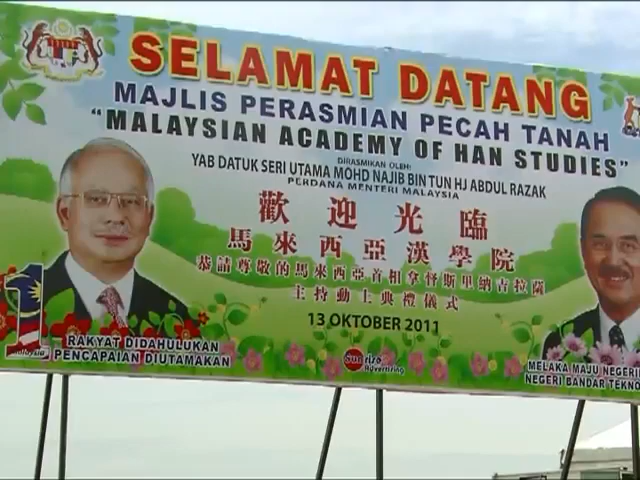 SELAMAT DATANG
MAJLIS PERASMIAN PECAH TANAH
"MALAYSIAN ACADEMY OF HAN STUDIES"
DIRASMIKAN OLEH:
YAB DATUK SERI UTAMA MOHD NAJIB BIN TUN HJ ABDUL RAZAK
PERDANA MENTERI MALAYSIA
歡迎光臨
馬來西亞漢學院
恭請尊敬的馬來西亞首相拿督斯里納吉拉薩
主持動土典禮儀式
13 OKTOBER 2011
1
RAKYAT DIDAHULUKAN
PENCAPAIAN DIUTAMAKAN
Advertizing
MELAKA MAJU NEGERI
NEGERI BANDAR TEKNO